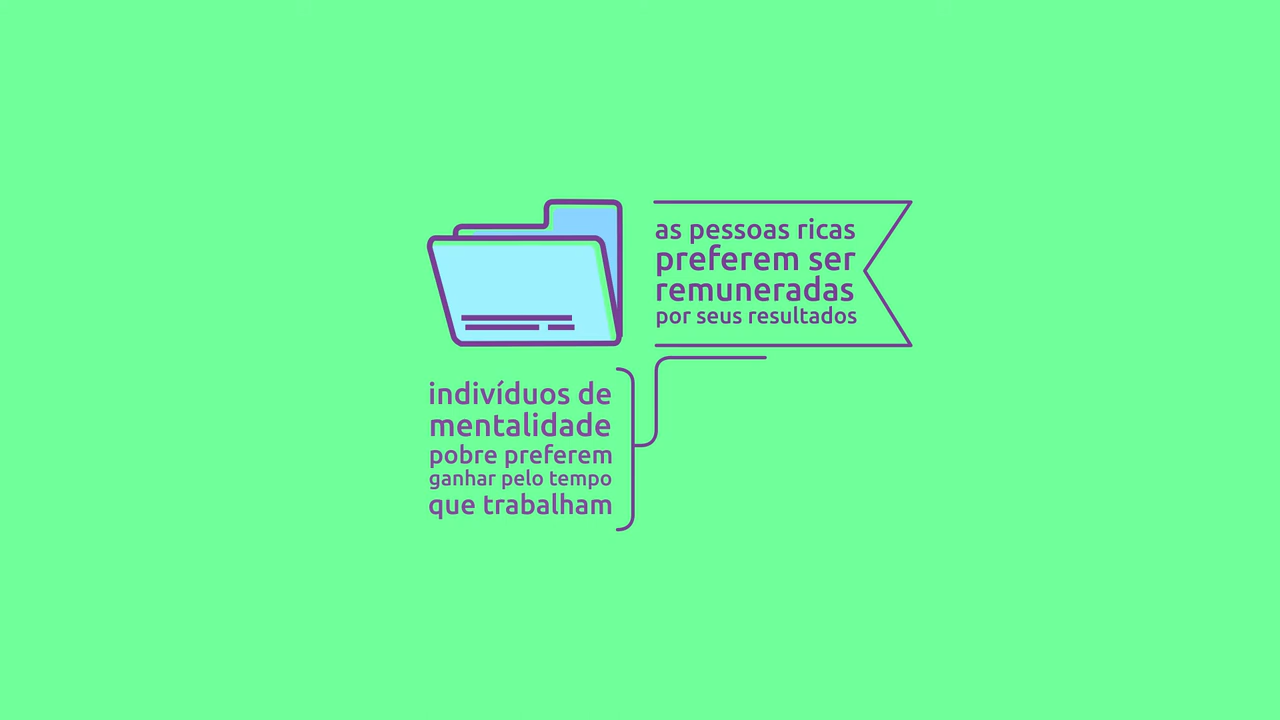 as pessoas ricas
preferem ser
remuneradas
por seus resultados
indivíduos de
mentalidade
pobre preferem
ganhar pelo tempo
que trabalham